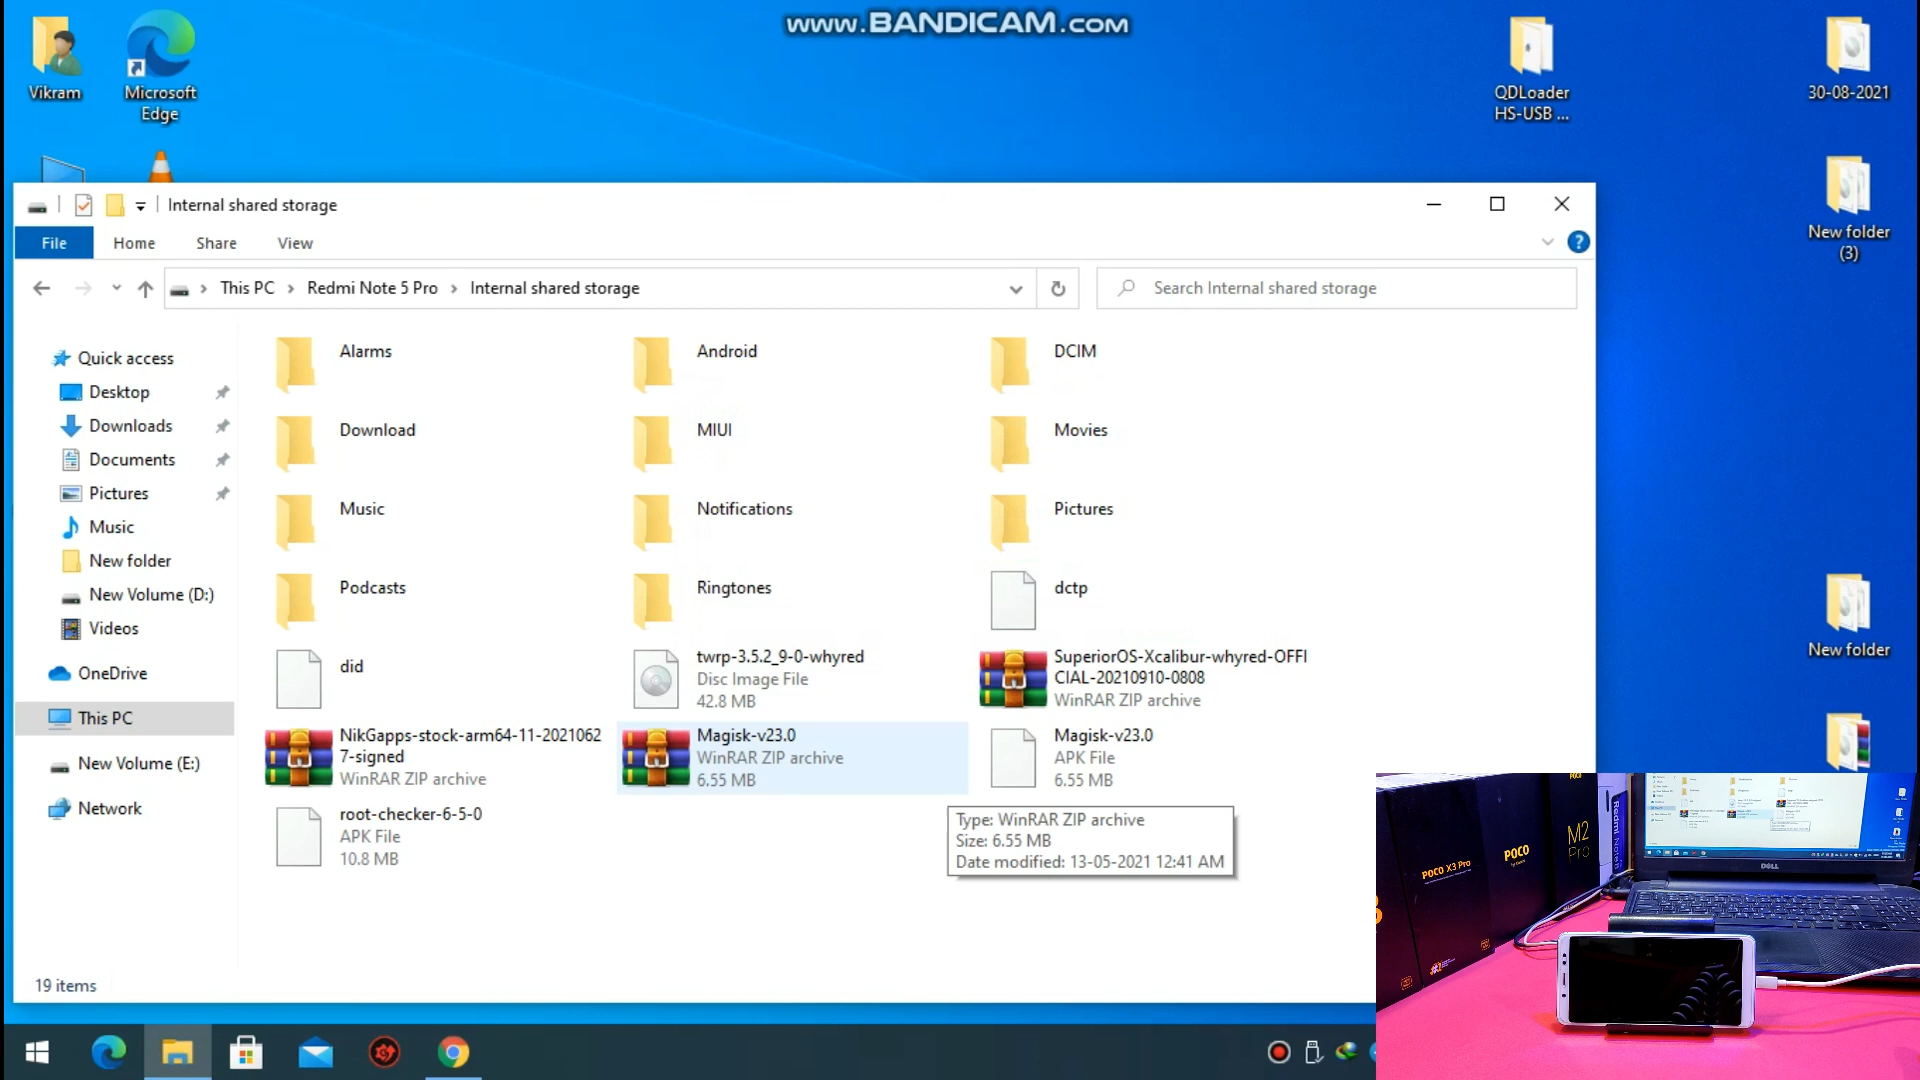 www.BANDICAM.com
Vikram
Microsoft
Edge
QDLoader
HS-USB ...
30-08-2021
New folder
(3)
New folder
Internal shared storage
File
Home
Share
View
This PC
Redmi Note 5 Pro
Internal shared storage
Search Internal shared storage
Quick access
Desktop
Downloads
Documents
Pictures
Music
New folder
New Volume (D:)
Videos
OneDrive
This PC
New Volume (E:)
Network
Alarms
Android
DCIM
Download
MIUI
Movies
Music
Notifications
Pictures
Podcasts
Ringtones
dctp
did
twrp-3.5.2_9-0-whyred
Disc Image File
42.8 MB
SuperiorOS-Xcalibur-whyred-OFFI
CIAL-20210910-0808
WinRAR ZIP archive
NikGapps-stock-arm64-11-2021062
7-signed
WinRAR ZIP archive
Magisk-v23.0
WinRAR ZIP archive
6.55 MB
Magisk-v23.0
APK File
6.55 MB
root-checker-6-5-0
APK File
10.8 MB
Type: WinRAR ZIP archive
Size: 6.55 MB
Date modified: 13-05-2021 12:41 AM
19 items
POCO X3 Pro
POCO
M2
Pro
POCO
Redmi Note
DELL